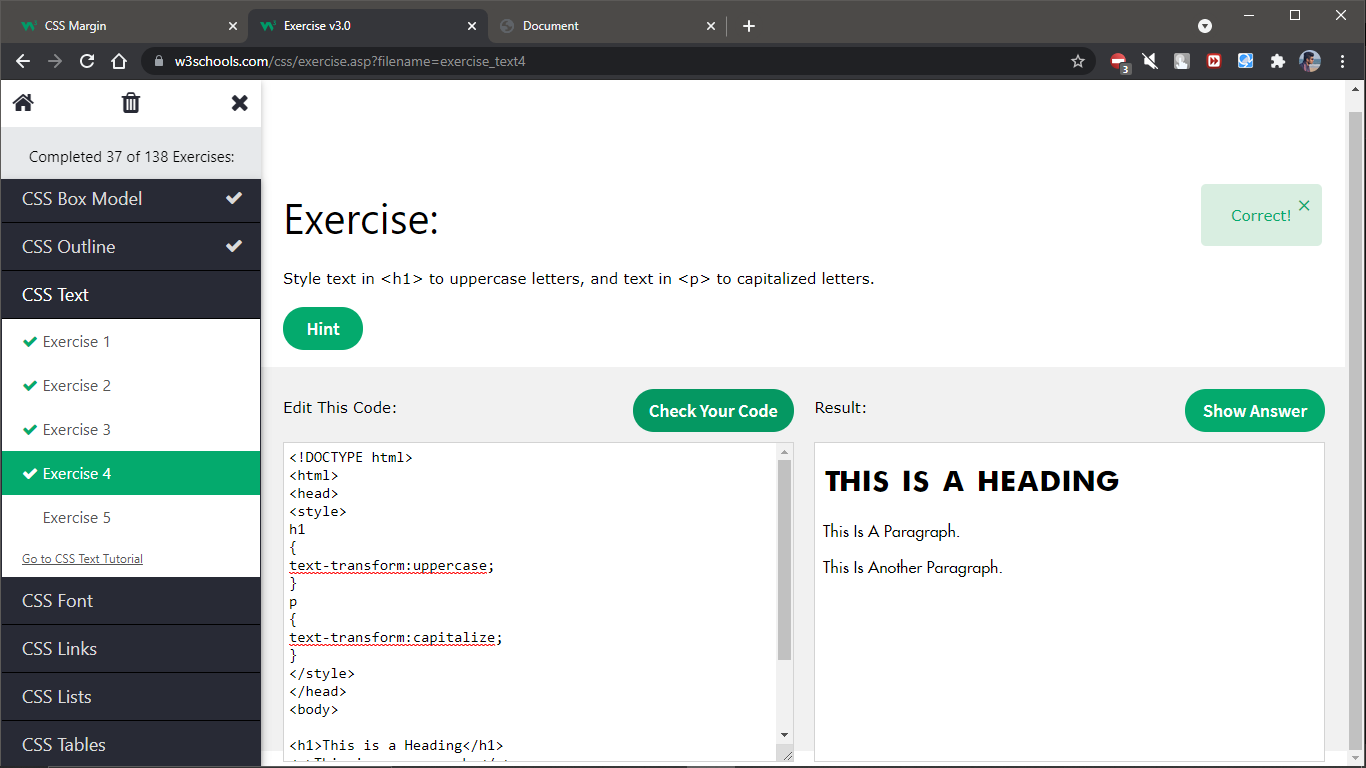 CSS Margin
Exercise v3.0
Document
w3schools.com/css/exercise.asp?filename=exercise_text4
3
Completed 37 of 138 Exercises:
CSS Box Model
CSS Outline
CSS Text
Exercise 1
Exercise 2
Exercise 3
Exercise 4
Exercise 5
Go to CSS Text Tutorial
CSS Font
CSS Links
CSS Lists
CSS Tables
Exercise:
Correct!
Style text in <h1> to uppercase letters, and text in <p> to capitalized letters.
Hint
Edit This Code:
Check Your Code
<!DOCTYPE html>
<html>
<head>
<style>
h1
{
text-transform:uppercase;
}
p
{
text-transform:capitalize;
}
</style>
</head>
<body>
<h1>This is a Heading</h1>
Result:
Show Answer
THIS IS A HEADING
This Is A Paragraph.
This Is Another Paragraph.